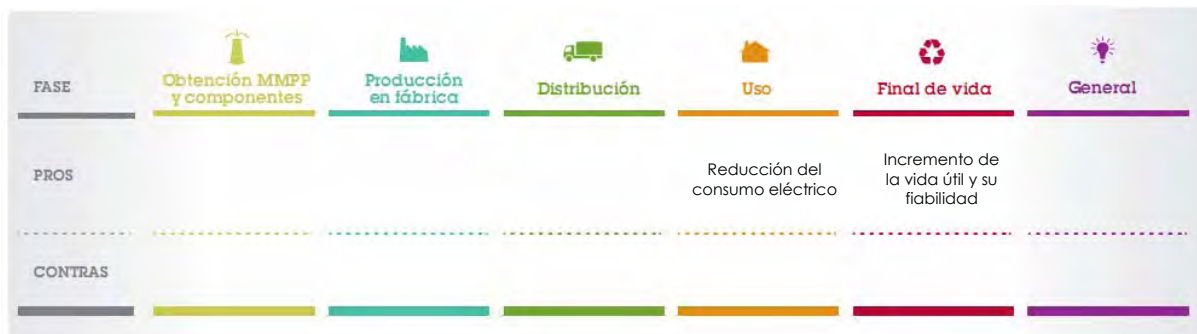 FASE
Obtención MMPP
y componentes
Producción
en fábrica
Distribución
Uso
Final de vida
General
PROS
Reducción del
consumo eléctrico
Incremento de
la vida útil y su
fiabilidad
CONTRAS